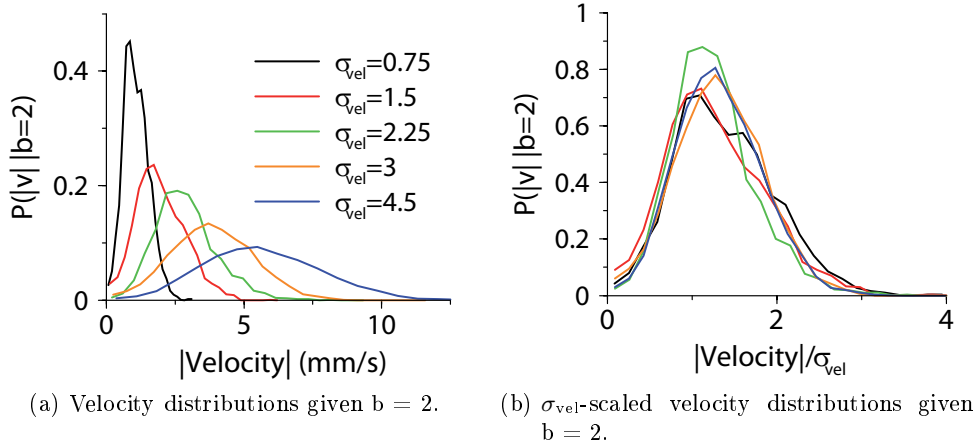 P(|v| |b=2)
0.4
0.2
0
σvel=0.75
σvel=1.5
σvel=2.25
σvel=3
σvel=4.5
0 5 10
|Velocity| (mm/s)
(a) Velocity distributions given b = 2.
P(|v| |b=2)
1
0.8
0.6
0.4
0.2
0
0 2 4
|Velocity|/σvel
(b) σvel-scaled velocity distributions given
b = 2.